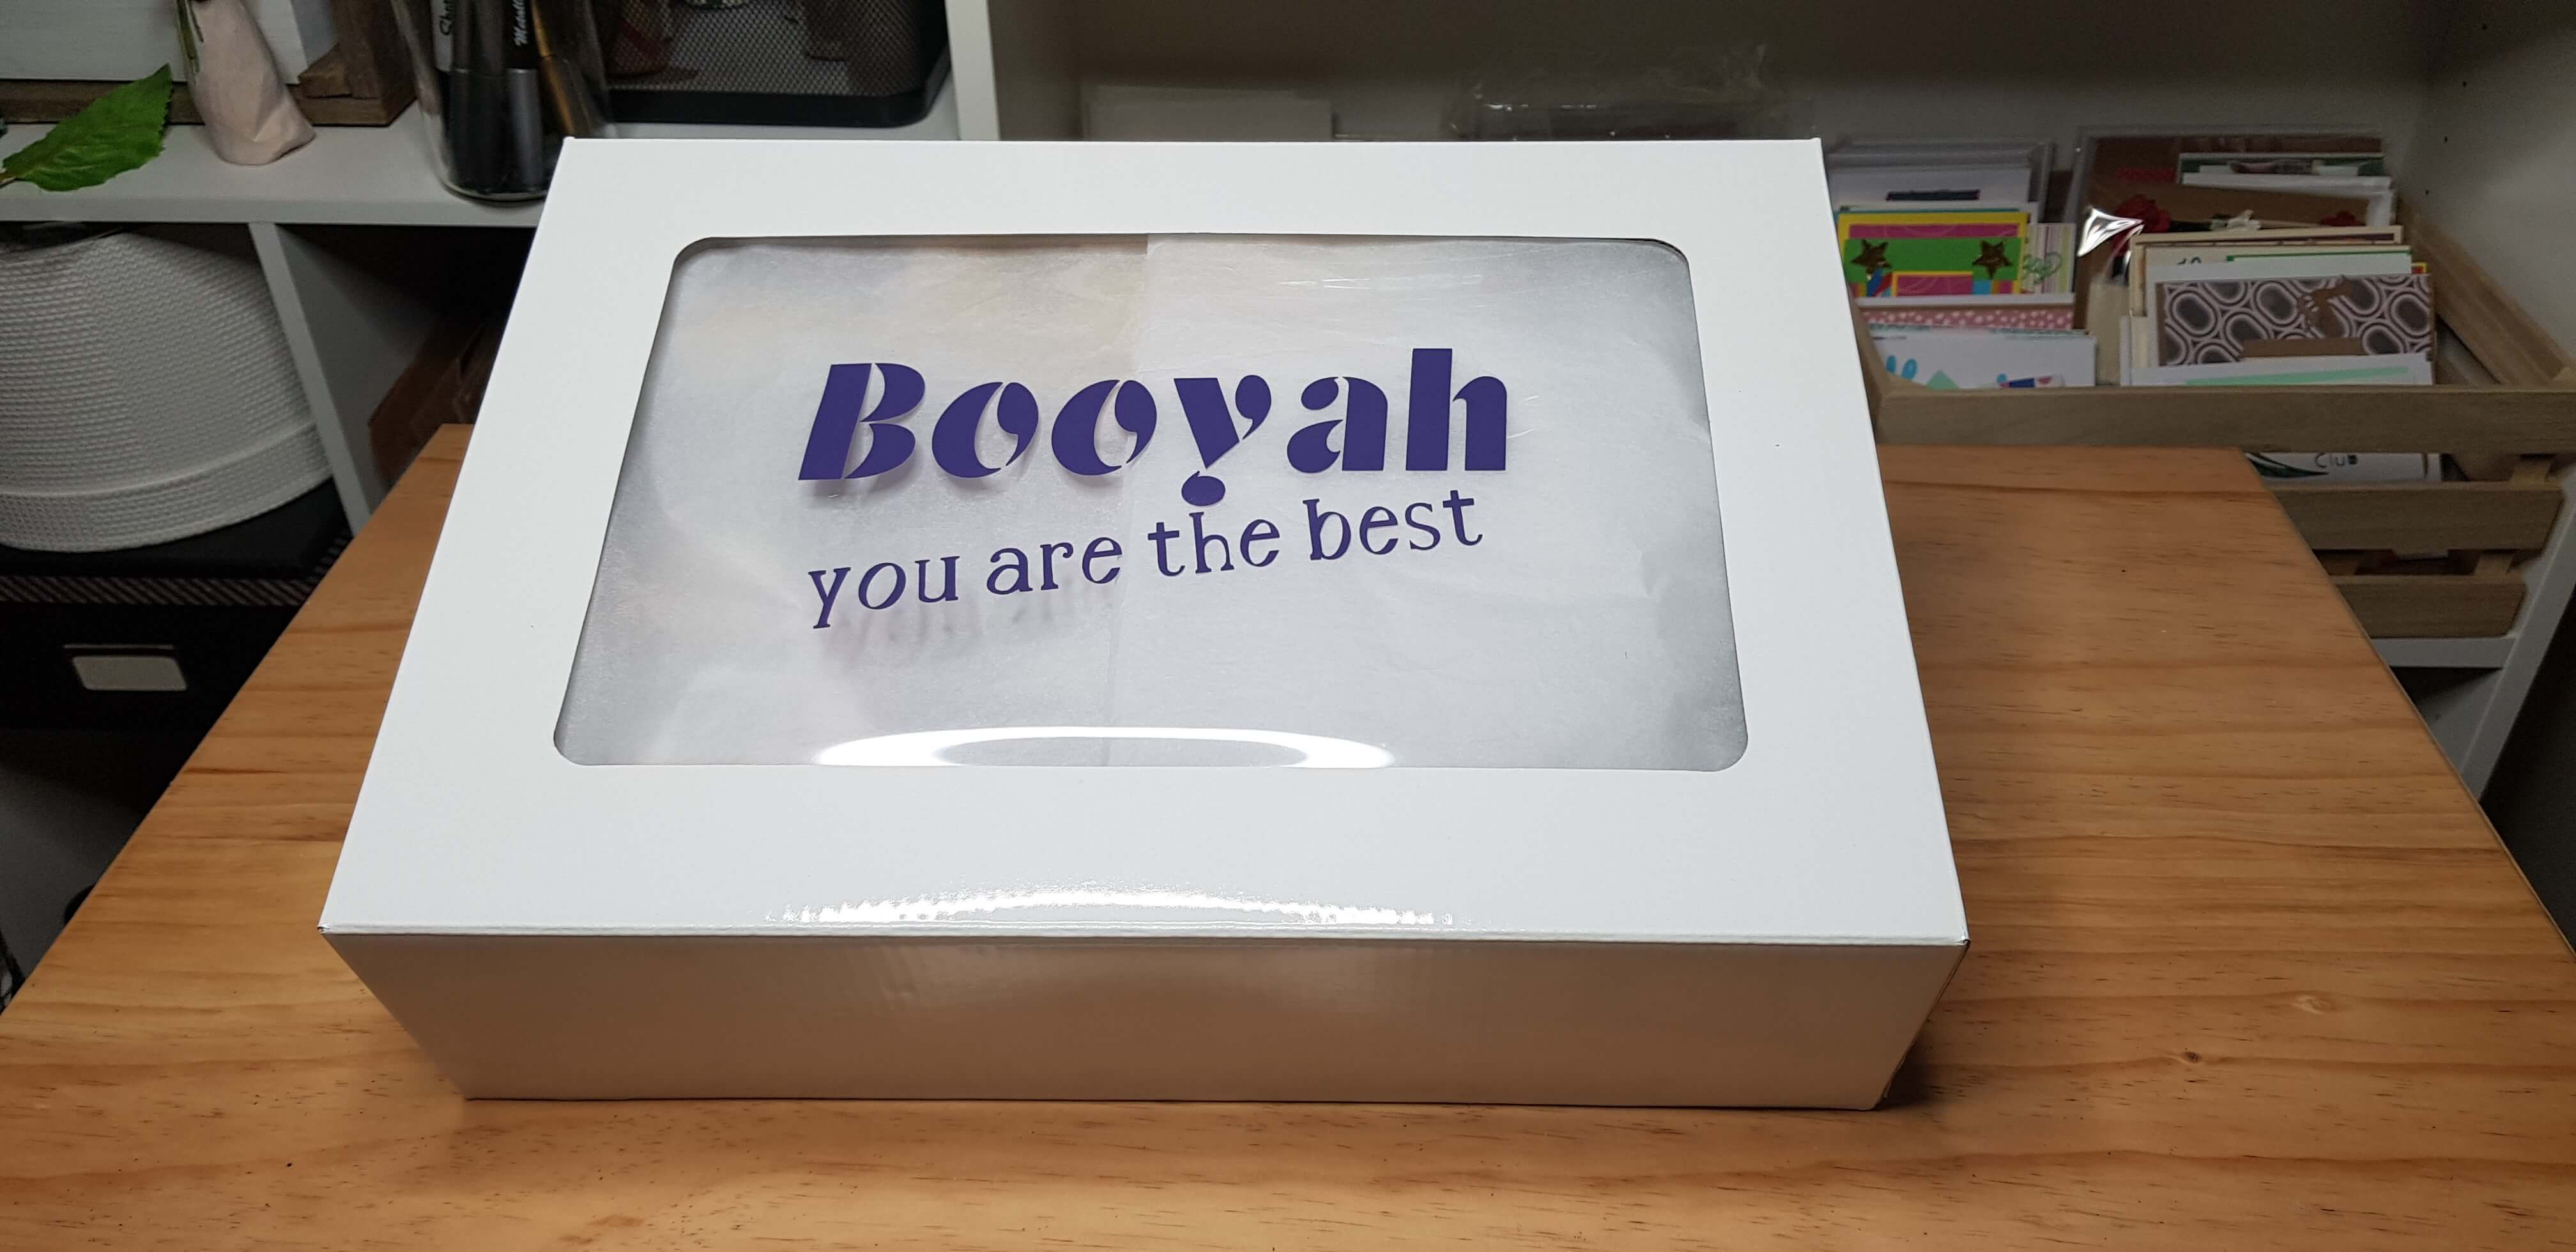 Booyah
you are the best